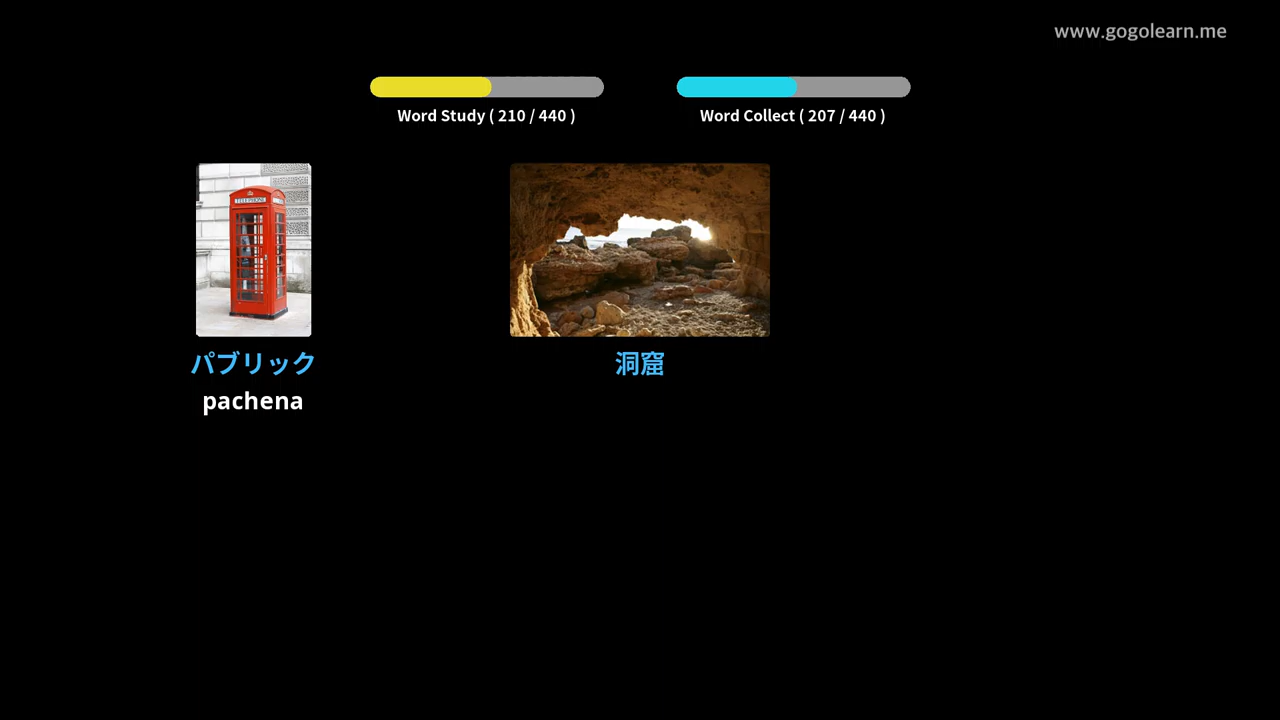 www.gogolearn.me
Word Study ( 210 / 440 )
Word Collect ( 207 / 440 )
TELEPHONE
パブリック
pachena
洞窟